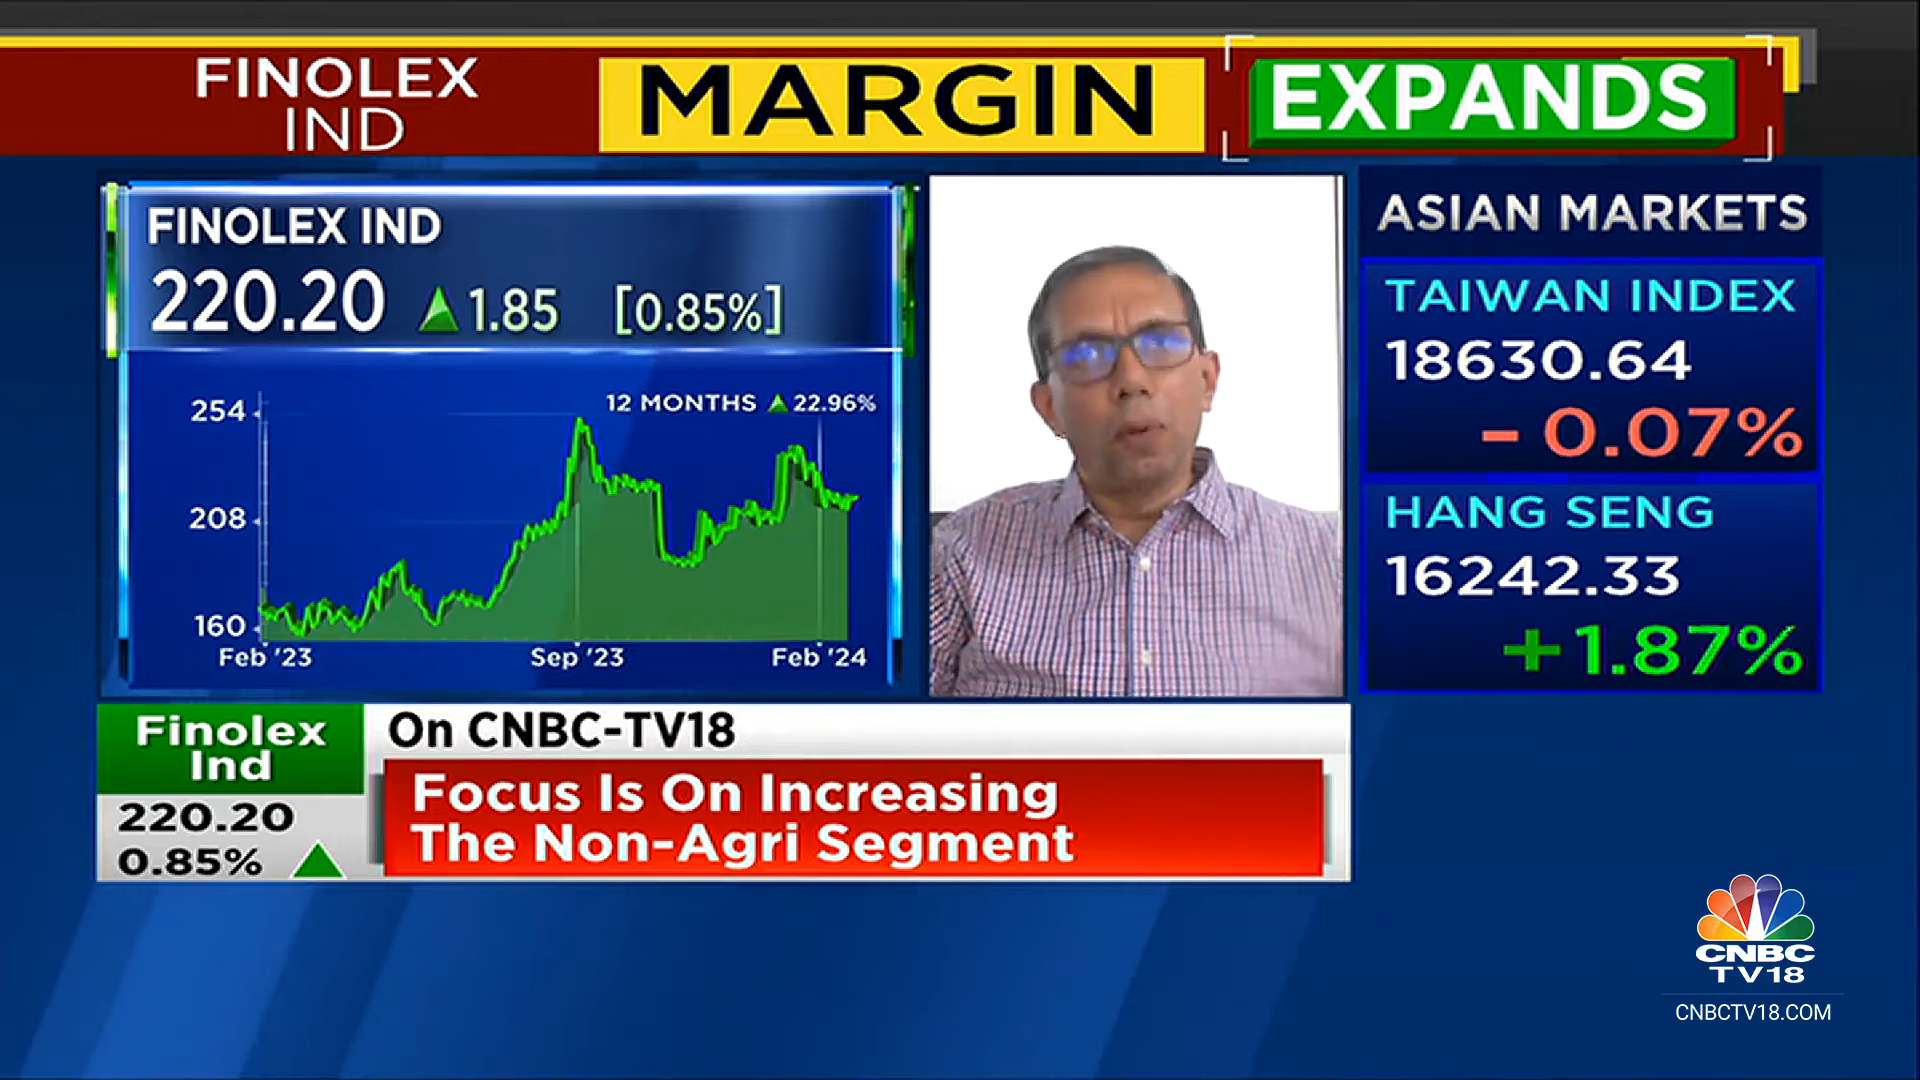 FINOLEX
IND
MARGIN
EXPANDS
FINOLEX IND
220.20 ▲ 1.85 [0.85%]
12 MONTHS ▲ 22.96%
254
208
160
Feb '23
Sep '23
Feb '24
ASIAN MARKETS
TAIWAN INDEX
18630.64
- 0.07%
HANG SENG
16242.33
+1.87%
Finolex
Ind
220.20
0.85% ▲
On CNBC-TV18
Focus Is On Increasing
The Non-Agri Segment
CNBC
TV18
CNBCTV18.COM